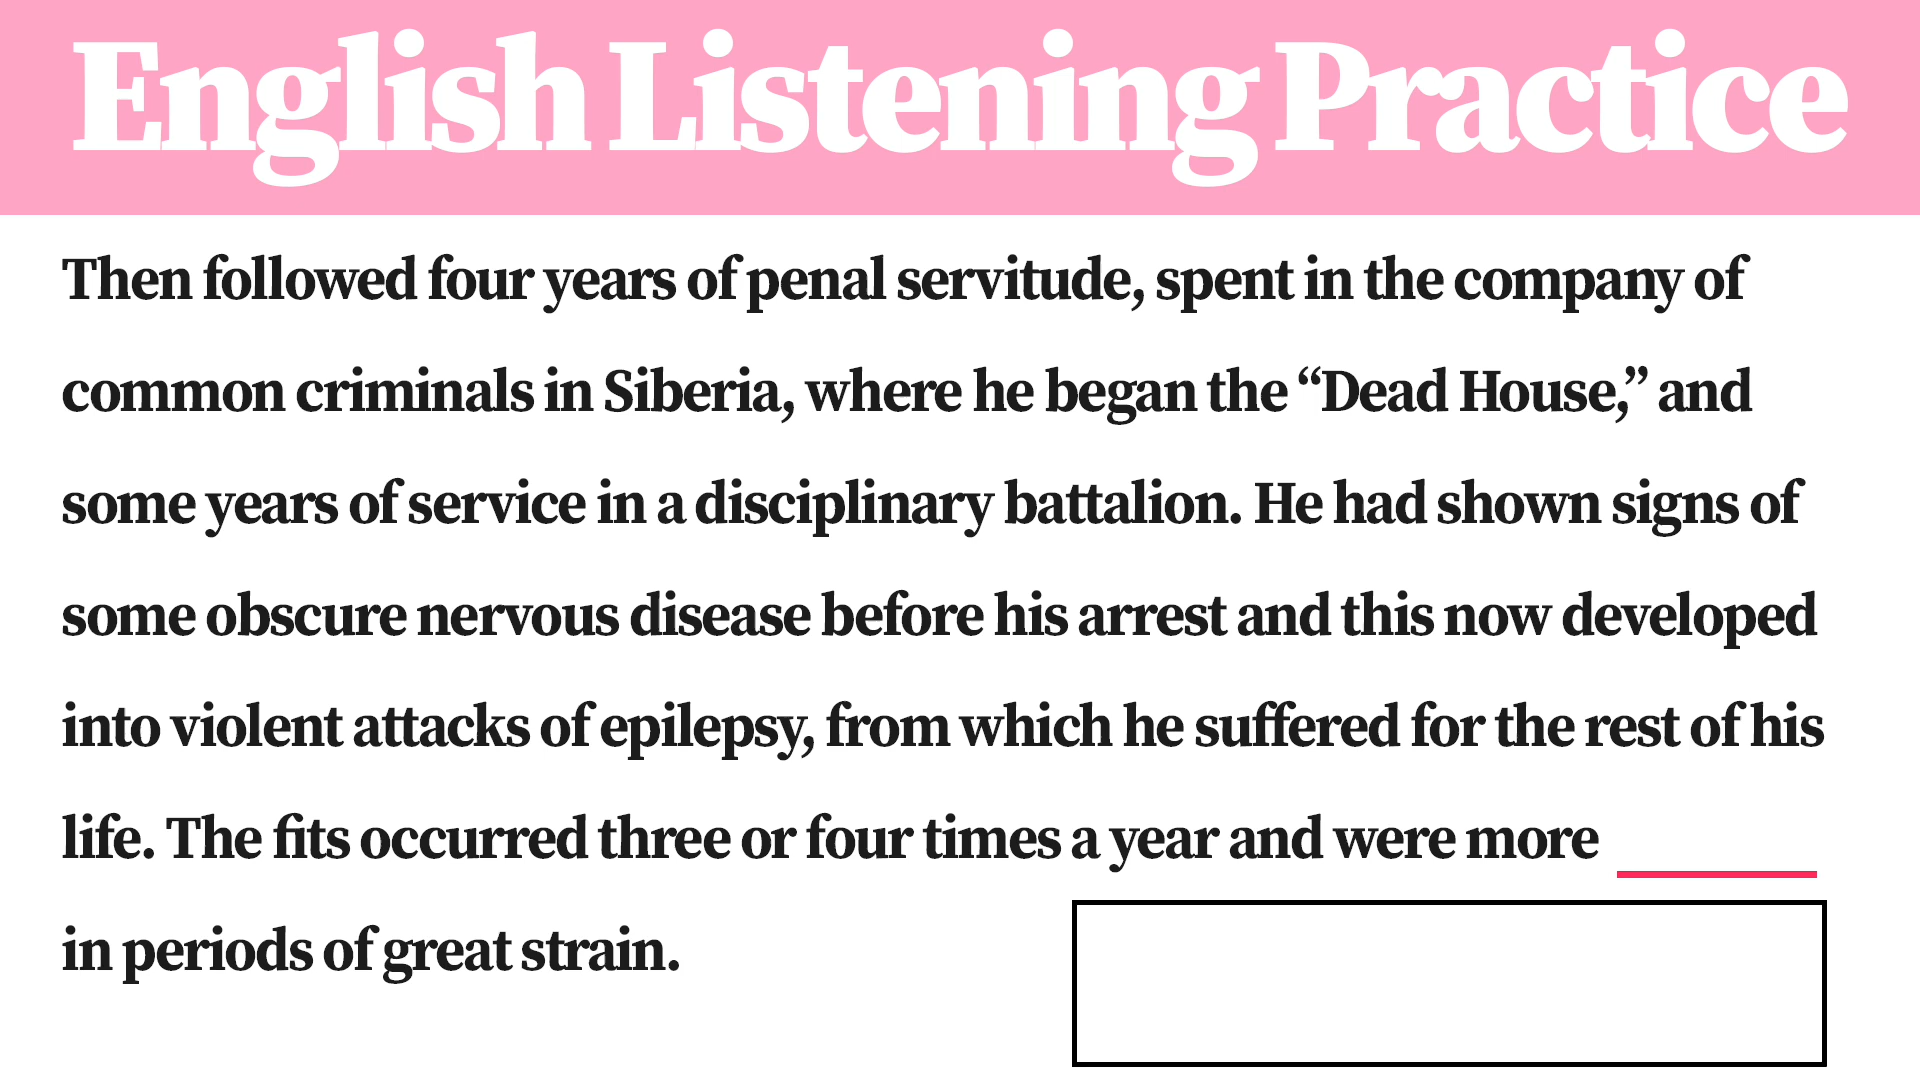 English Listening Practice
Then followed four years of penal servitude, spent in the company of
common criminals in Siberia, where he began the “Dead House,” and
some years of service in a disciplinary battalion. He had shown signs of
some obscure nervous disease before his arrest and this now developed
into violent attacks of epilepsy, from which he suffered for the rest of his
life. The fits occurred three or four times a year and were more
in periods of great strain.